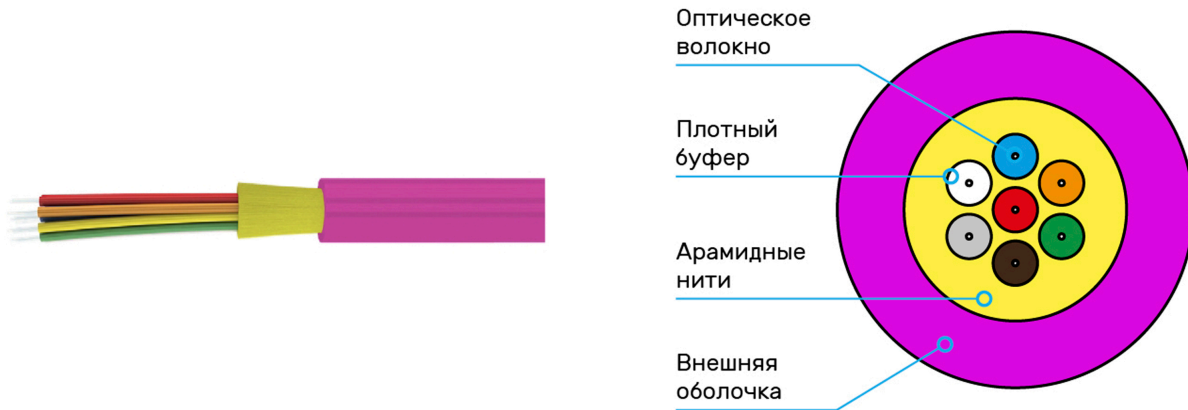 Оптическое
волокно
Плотный
буфер
Арамидные
нити
Внешняя
оболочка